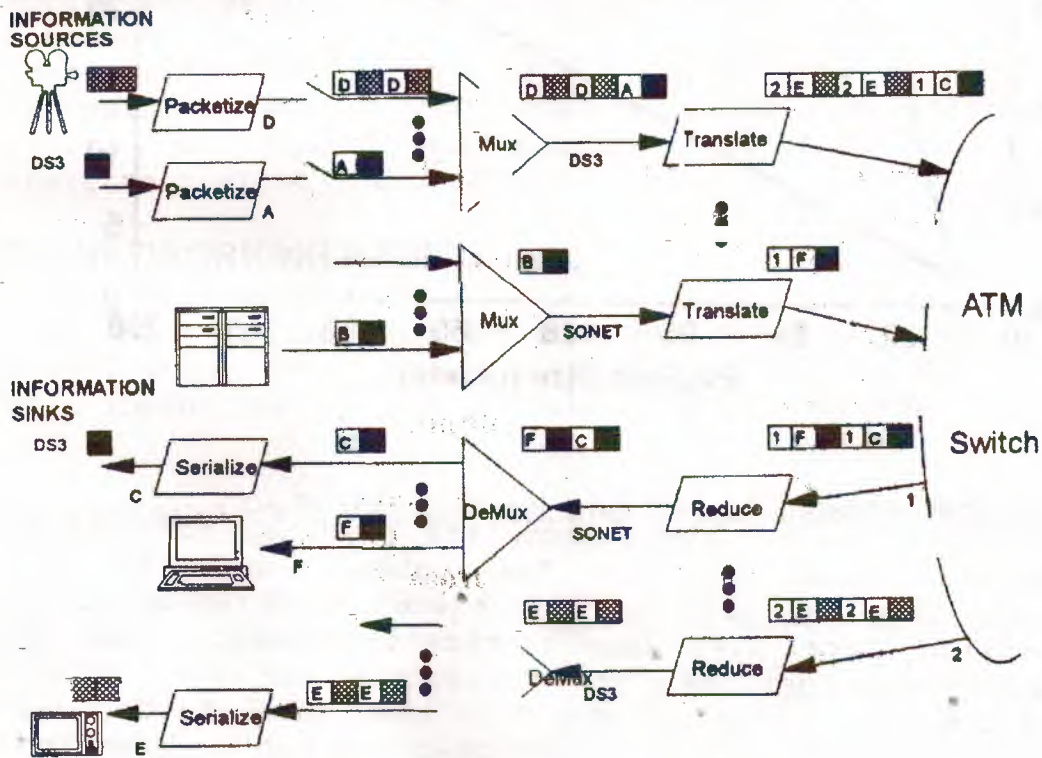 INFORMATION
SOURCES
D D
D D A
2 E 2 E 1 C
Packetize
D
Mux
DS3
Translate
DS3
A
Packetize
A
B
1 F
ATM
Mux
SONET
Translate
B
INFORMATION
SINKS
DS3
C
F C
1 F 1 C
Switch
Serialize
C
DeMux
SONET
Reduce
1
F
F
E E
2 E 2 E
DeMux
DS3
Reduce
2
E E
Serialize
E